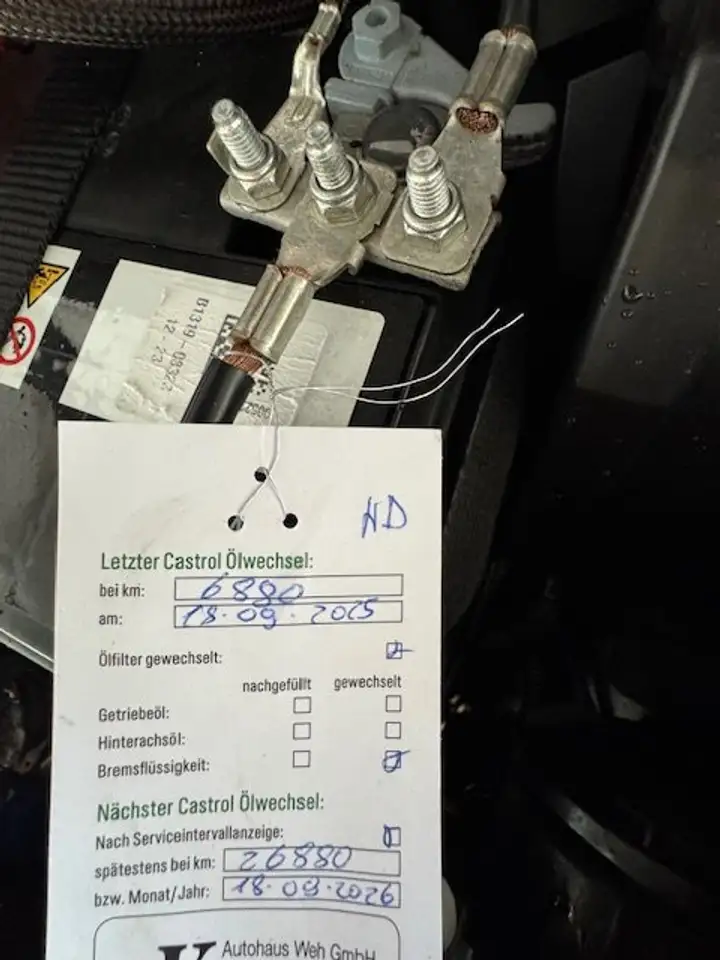 B1319-0332
12-23
HD
Letzter Castrol Ölwechsel:
bei km: 6880
am: 18.09.2025
Ölfilter gewechselt:
nachgefüllt gewechselt
Getriebeöl:
Hinterachsöl:
Bremsflüssigkeit:
Nächster Castrol Ölwechsel:
Nach Serviceintervallanzeige:
spätestens bei km: 26880
bzw. Monat/Jahr: 18.09.2026
Autohaus Weh GmbH